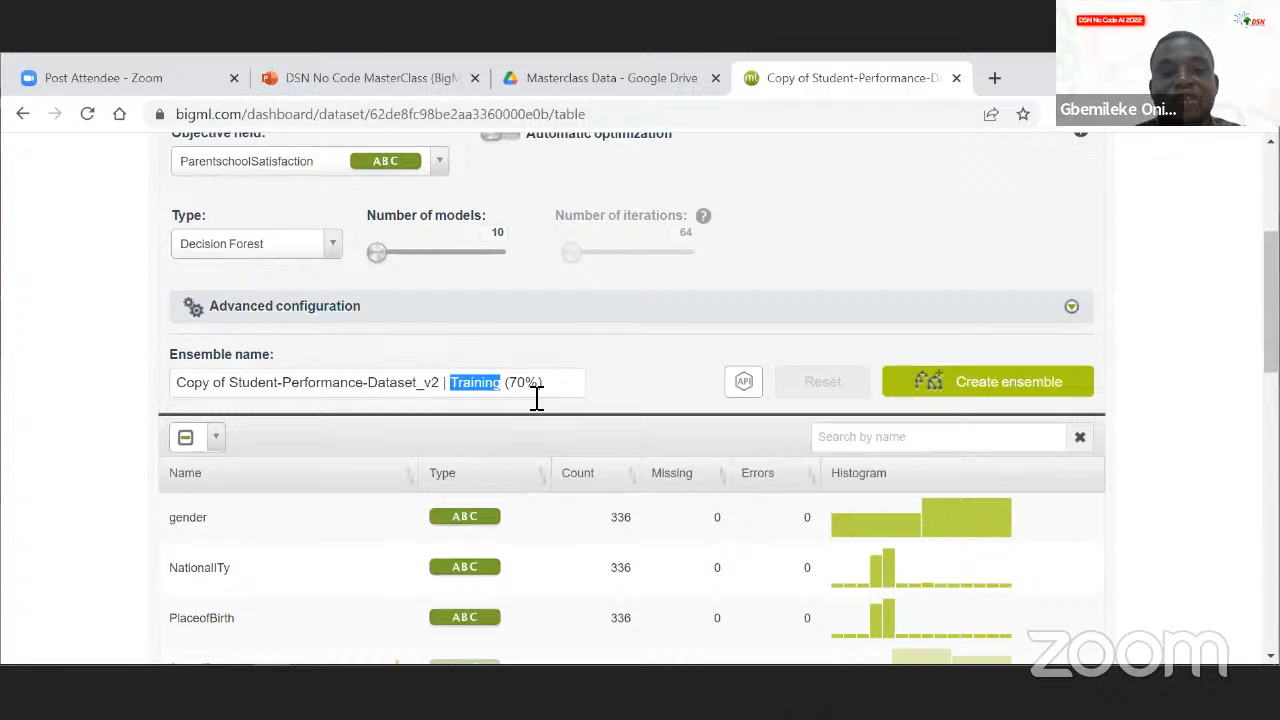 DSN No Code AI 2022
DSN
Post Attendee - Zoom
DSN No Code MasterClass (BigM
Masterclass Data - Google Drive
Copy of Student-Performance-Da
bigml.com/dashboard/dataset/
/table
Gbemileke Oni...
Objective field:
Automatic optimization
ParentschoolSatisfaction
ABC
Type:
Number of models:
Number of iterations:
?
10
64
Decision Forest
Advanced configuration
Ensemble name:
Copy of Student-Performance-Dataset_v2 | Training (70%)
API
Reset
Create ensemble
Search by name
Name
Type
Count
Missing
Errors
Histogram
gender
ABC
336
0
0
NationalITy
ABC
336
0
0
PlaceofBirth
ABC
336
0
0
zoom